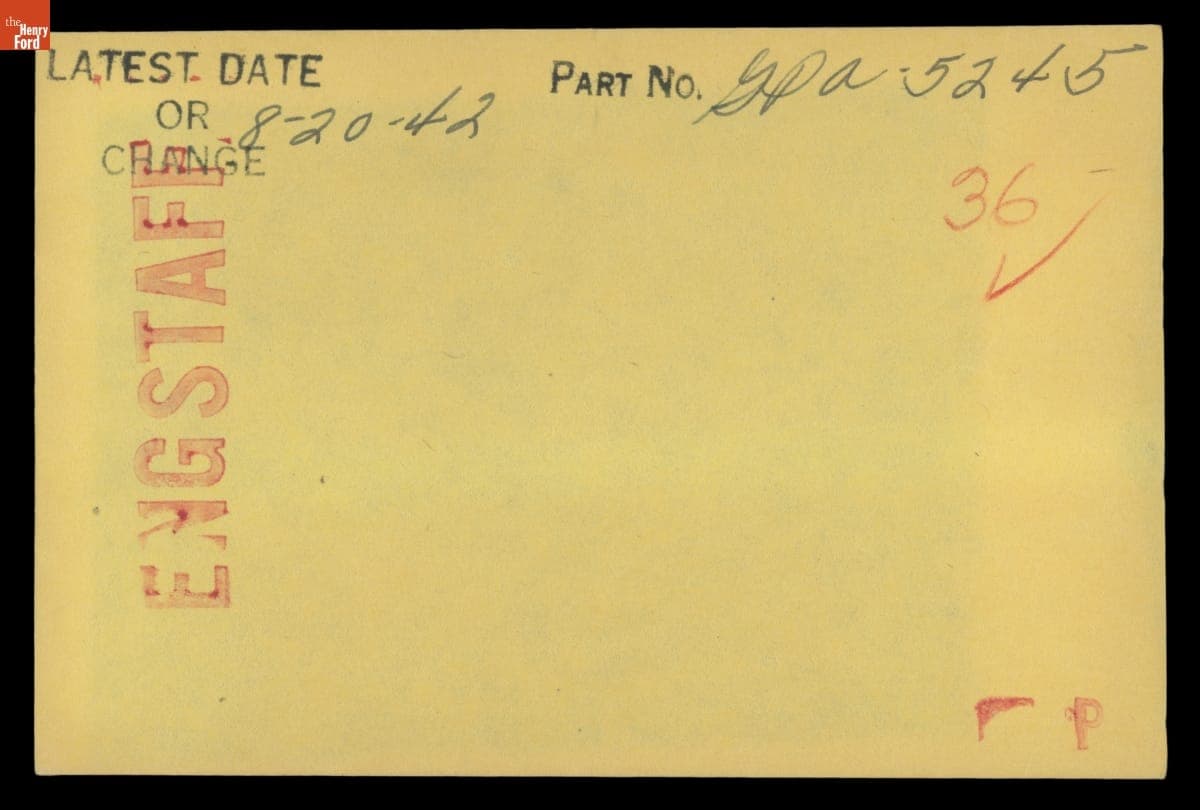 the
Henry
Ford
LATEST DATE
OR 8-20-42
CHANGE
PART NO. GPA-5245
36
ENGSTAFF
P